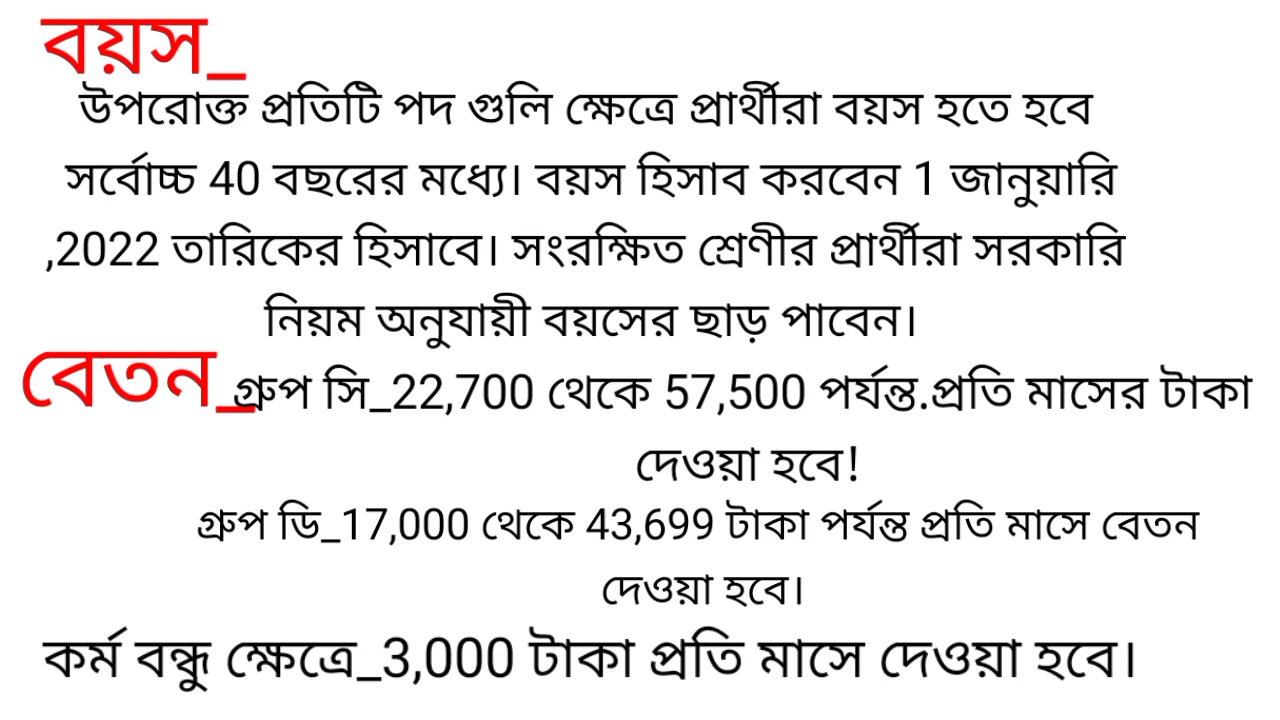 বয়স_
উপরোক্ত প্রতিটি পদ গুলি ক্ষেত্রে প্রার্থীরা বয়স হতে হবে
সর্বোচ্চ 40 বছরের মধ্যে। বয়স হিসাব করবেন 1 জানুয়ারি
,2022 তারিকের হিসাবে। সংরক্ষিত শ্রেণীর প্রার্থীরা সরকারি
নিয়ম অনুযায়ী বয়সের ছাড় পাবেন।
বেতন_গ্রুপ সি_22,700 থেকে 57,500 পর্যন্ত.প্রতি মাসের টাকা
দেওয়া হবে!
গ্রুপ ডি_17,000 থেকে 43,699 টাকা পর্যন্ত প্রতি মাসে বেতন
দেওয়া হবে।
কর্ম বন্ধু ক্ষেত্রে_3,000 টাকা প্রতি মাসে দেওয়া হবে।